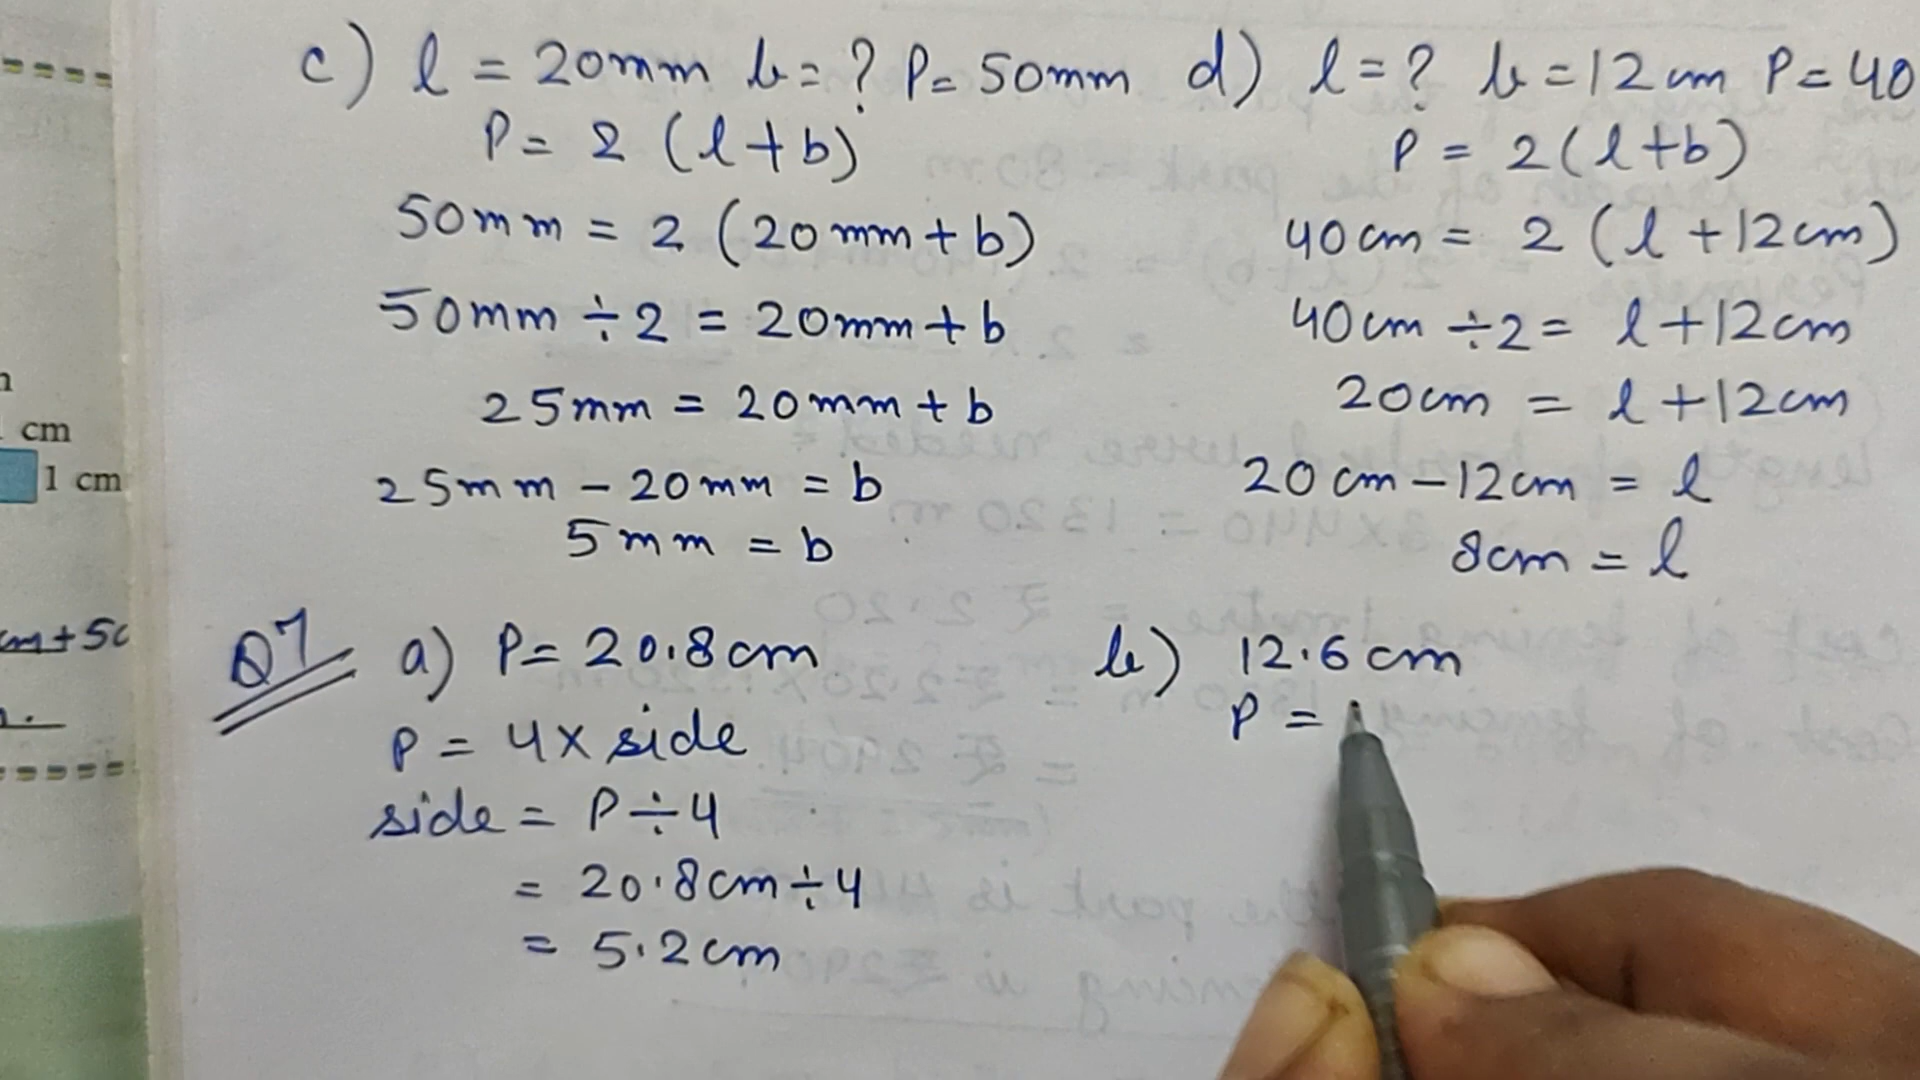 c) l = 20mm b = ? P = 50mm
P = 2 (l + b)
50mm = 2 (20mm + b)
50mm ÷ 2 = 20mm + b
25mm = 20mm + b
25mm - 20mm = b
5mm = b
d) l = ? b = 12cm P = 40
P = 2 (l + b)
40cm = 2 (l + 12cm)
40cm ÷ 2 = l + 12cm
20cm = l + 12cm
20cm - 12cm = l
8cm = l
Q7 a) P = 20.8cm
P = 4 x side
side = P ÷ 4
= 20.8cm ÷ 4
= 5.2cm
b) 12.6cm
P =
cm
1 cm
cm + 50